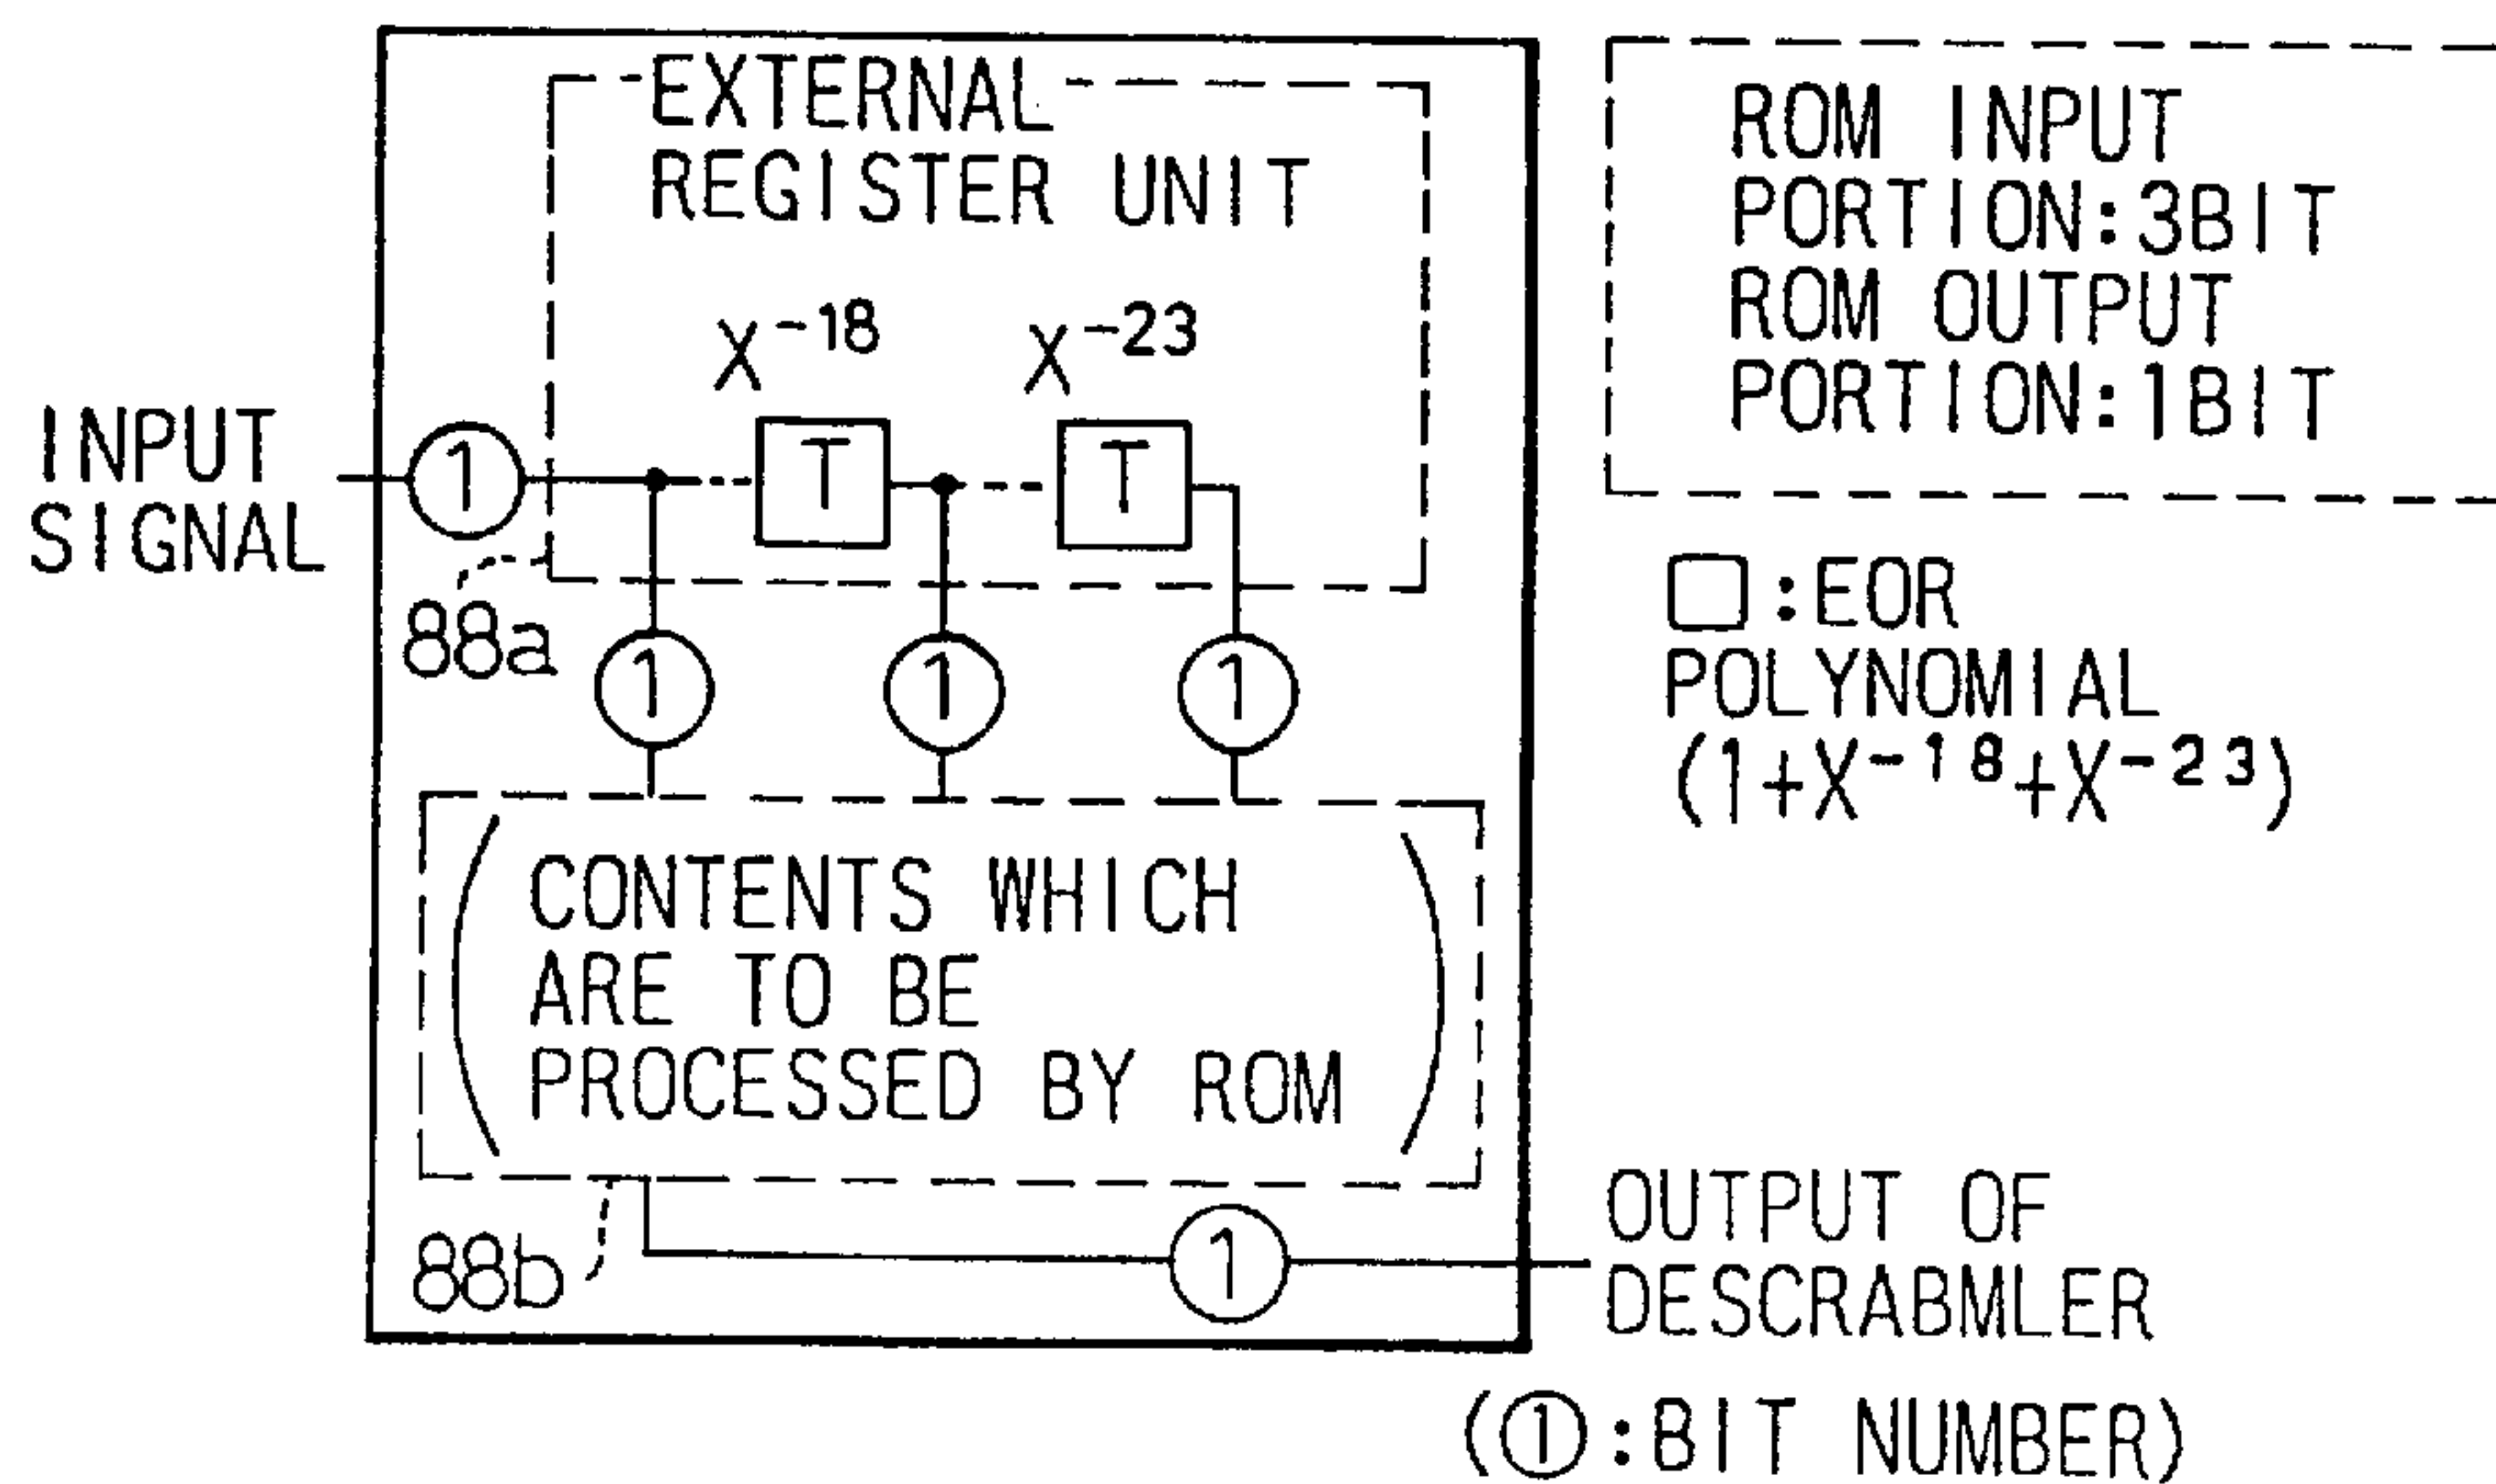 EXTERNAL
REGISTER UNIT
X⁻¹⁸ X⁻²³
INPUT
SIGNAL
1
T
T
88a
1
1
1
CONTENTS WHICH
ARE TO BE
PROCESSED BY ROM
88b
1
ROM INPUT
PORTION:3BIT
ROM OUTPUT
PORTION:1BIT
:EOR
POLYNOMIAL
(1+X⁻¹⁸+X⁻²³)
OUTPUT OF
DESCRABMLER
(①:BIT NUMBER)